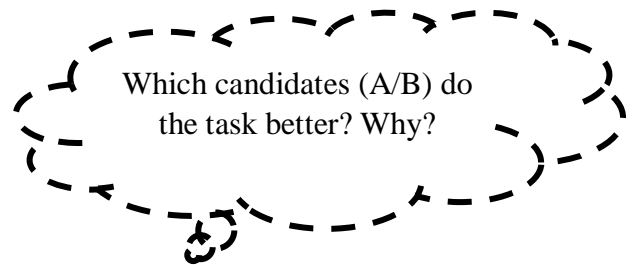 Which candidates (A/B) do
the task better? Why?